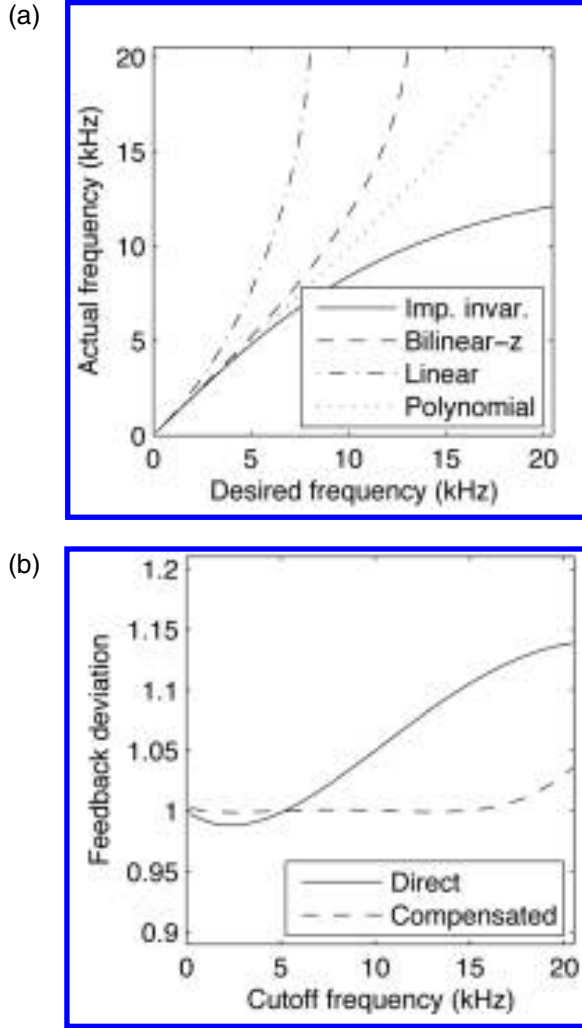 (a)
20
15
10
5
0
Actual frequency (kHz)
Imp. invar.
Bilinear-z
Linear
Polynomial
0 5 10 15 20
Desired frequency (kHz)
(b)
1.2
1.15
1.1
1.05
1
0.95
0.9
Feedback deviation
Direct
Compensated
0 5 10 15 20
Cutoff frequency (kHz)